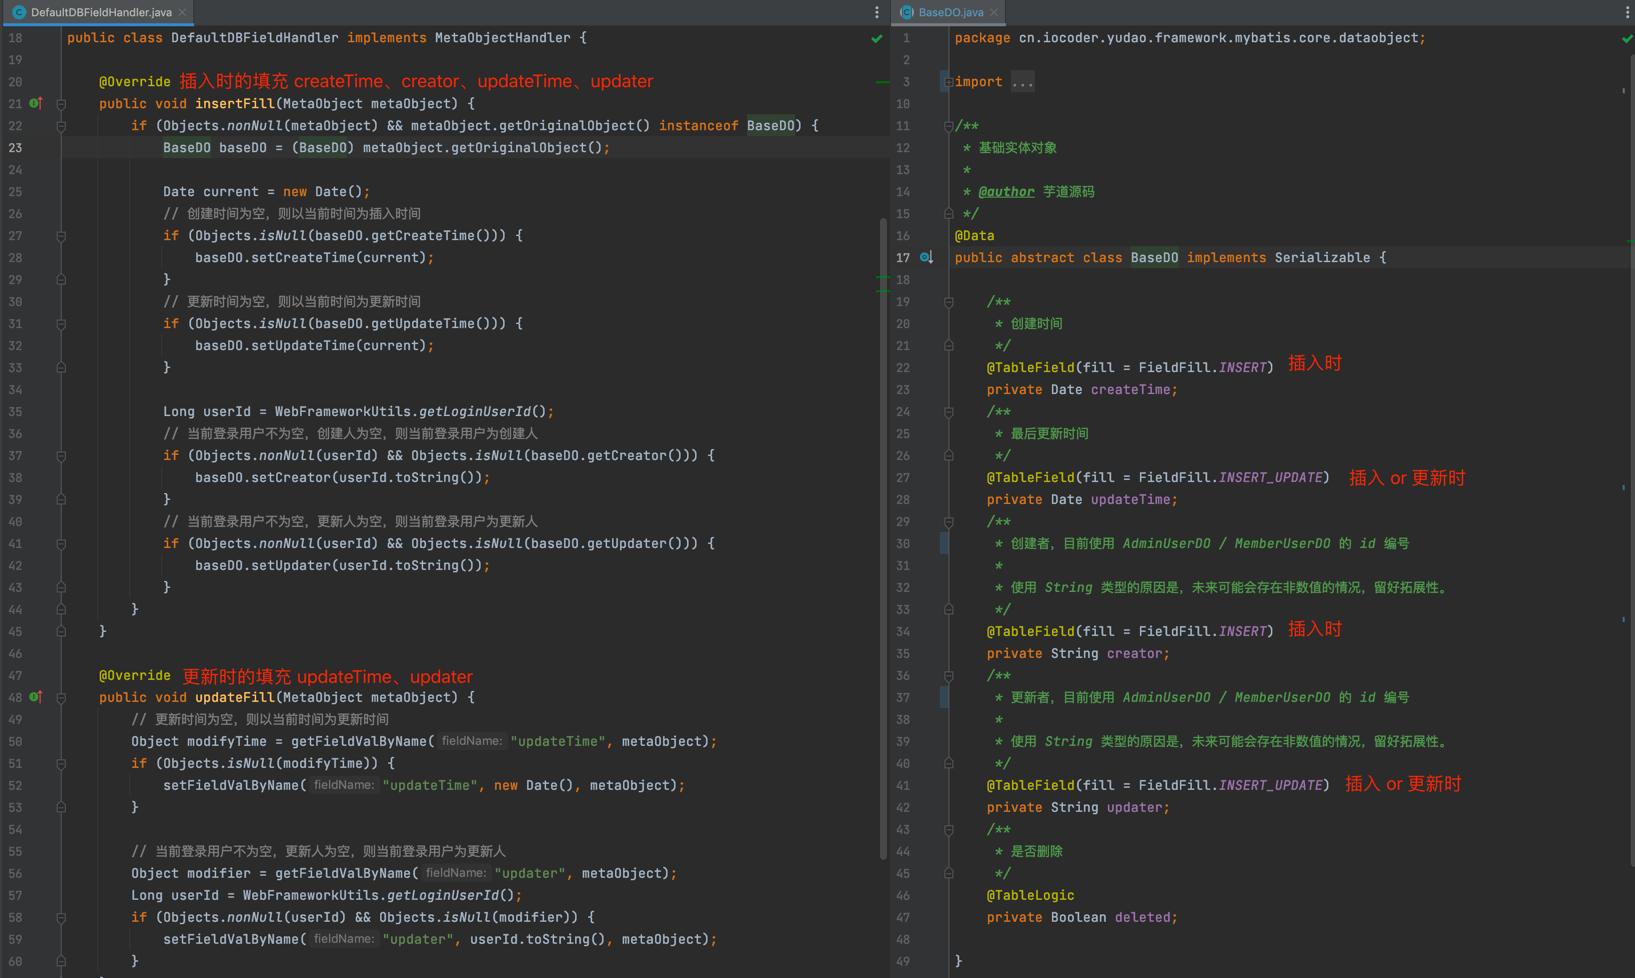 DefaultDBFieldHandler.java
18 public class DefaultDBFieldHandler implements MetaObjectHandler {
19
20 @Override 插入时的填充 createTime、creator、updateTime、updater
21 public void insertFill(MetaObject metaObject) {
22 if (Objects.nonNull(metaObject) && metaObject.getOriginalObject() instanceof BaseDO) {
23 BaseDO baseDO = (BaseDO) metaObject.getOriginalObject();
24
25 Date current = new Date();
26 // 创建时间为空，则以当前时间为插入时间
27 if (Objects.isNull(baseDO.getCreateTime())) {
28 baseDO.setCreateTime(current);
29 }
30 // 更新时间为空，则以当前时间为更新时间
31 if (Objects.isNull(baseDO.getUpdateTime())) {
32 baseDO.setUpdateTime(current);
33 }
34
35 Long userId = WebFrameworkUtils.getLoginUserId();
36 // 当前登录用户不为空，创建人为空，则当前登录用户为创建人
37 if (Objects.nonNull(userId) && Objects.isNull(baseDO.getCreator())) {
38 baseDO.setCreator(userId.toString());
39 }
40 // 当前登录用户不为空，更新人为空，则当前登录用户为更新人
41 if (Objects.nonNull(userId) && Objects.isNull(baseDO.getUpdater())) {
42 baseDO.setUpdater(userId.toString());
43 }
44 }
45 }
46
47 @Override 更新时的填充 updateTime、updater
48 public void updateFill(MetaObject metaObject) {
49 // 更新时间为空，则以当前时间为更新时间
50 Object modifyTime = getFieldValByName( fieldName: "updateTime", metaObject);
51 if (Objects.isNull(modifyTime)) {
52 setFieldValByName( fieldName: "updateTime", new Date(), metaObject);
53 }
54
55 // 当前登录用户不为空，更新人为空，则当前登录用户为更新人
56 Object modifier = getFieldValByName( fieldName: "updater", metaObject);
57 Long userId = WebFrameworkUtils.getLoginUserId();
58 if (Objects.nonNull(userId) && Objects.isNull(modifier)) {
59 setFieldValByName( fieldName: "updater", userId.toString(), metaObject);
60 }
BaseDO.java
1 package cn.iocoder.yudao.framework.mybatis.core.dataobject;
2
3 import ...
10
11 /**
12 * 基础实体对象
13 *
14 * @author 芋道源码
15 */
16 @Data
17 public abstract class BaseDO implements Serializable {
18
19 /**
20 * 创建时间
21 */
22 @TableField(fill = FieldFill.INSERT) 插入时
23 private Date createTime;
24 /**
25 * 最后更新时间
26 */
27 @TableField(fill = FieldFill.INSERT_UPDATE) 插入 or 更新时
28 private Date updateTime;
29 /**
30 * 创建者，目前使用 AdminUserDO / MemberUserDO 的 id 编号
31 *
32 * 使用 String 类型的原因是，未来可能会存在非数值的情况，留好拓展性。
33 */
34 @TableField(fill = FieldFill.INSERT) 插入时
35 private String creator;
36 /**
37 * 更新者，目前使用 AdminUserDO / MemberUserDO 的 id 编号
38 *
39 * 使用 String 类型的原因是，未来可能会存在非数值的情况，留好拓展性。
40 */
41 @TableField(fill = FieldFill.INSERT_UPDATE) 插入 or 更新时
42 private String updater;
43 /**
44 * 是否删除
45 */
46 @TableLogic
47 private Boolean deleted;
48
49 }